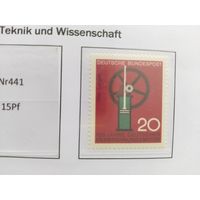 Teknik und Wissenschaft
Nr441
15Pf
DEUTSCHE BUNDESPOST
20